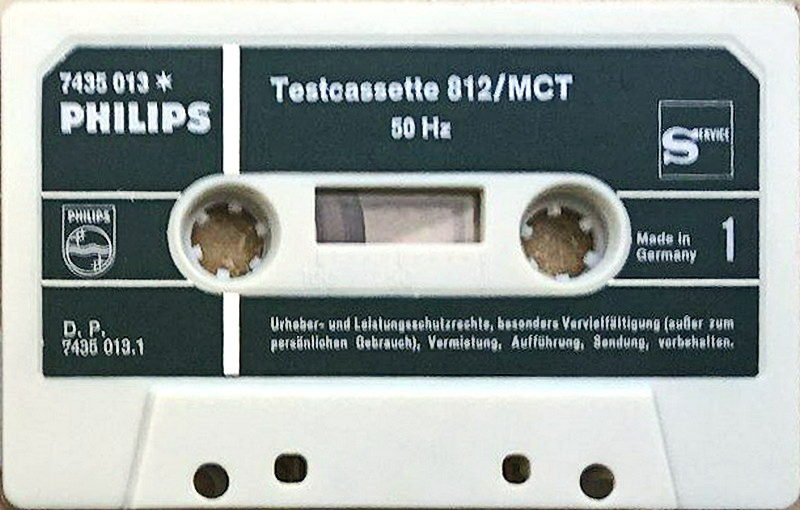 7435 013 *
PHILIPS
Testcassette 812/MCT
50 Hz
SERVICE
PHILIPS
Made in
Germany
1
D. P.
7435 013.1
Urheber- und Leistungsschutzrechte, besonders Vervielfältigung (außer zum
persönlichen Gebrauch), Vermietung, Aufführung, Sendung, vorbehalten.